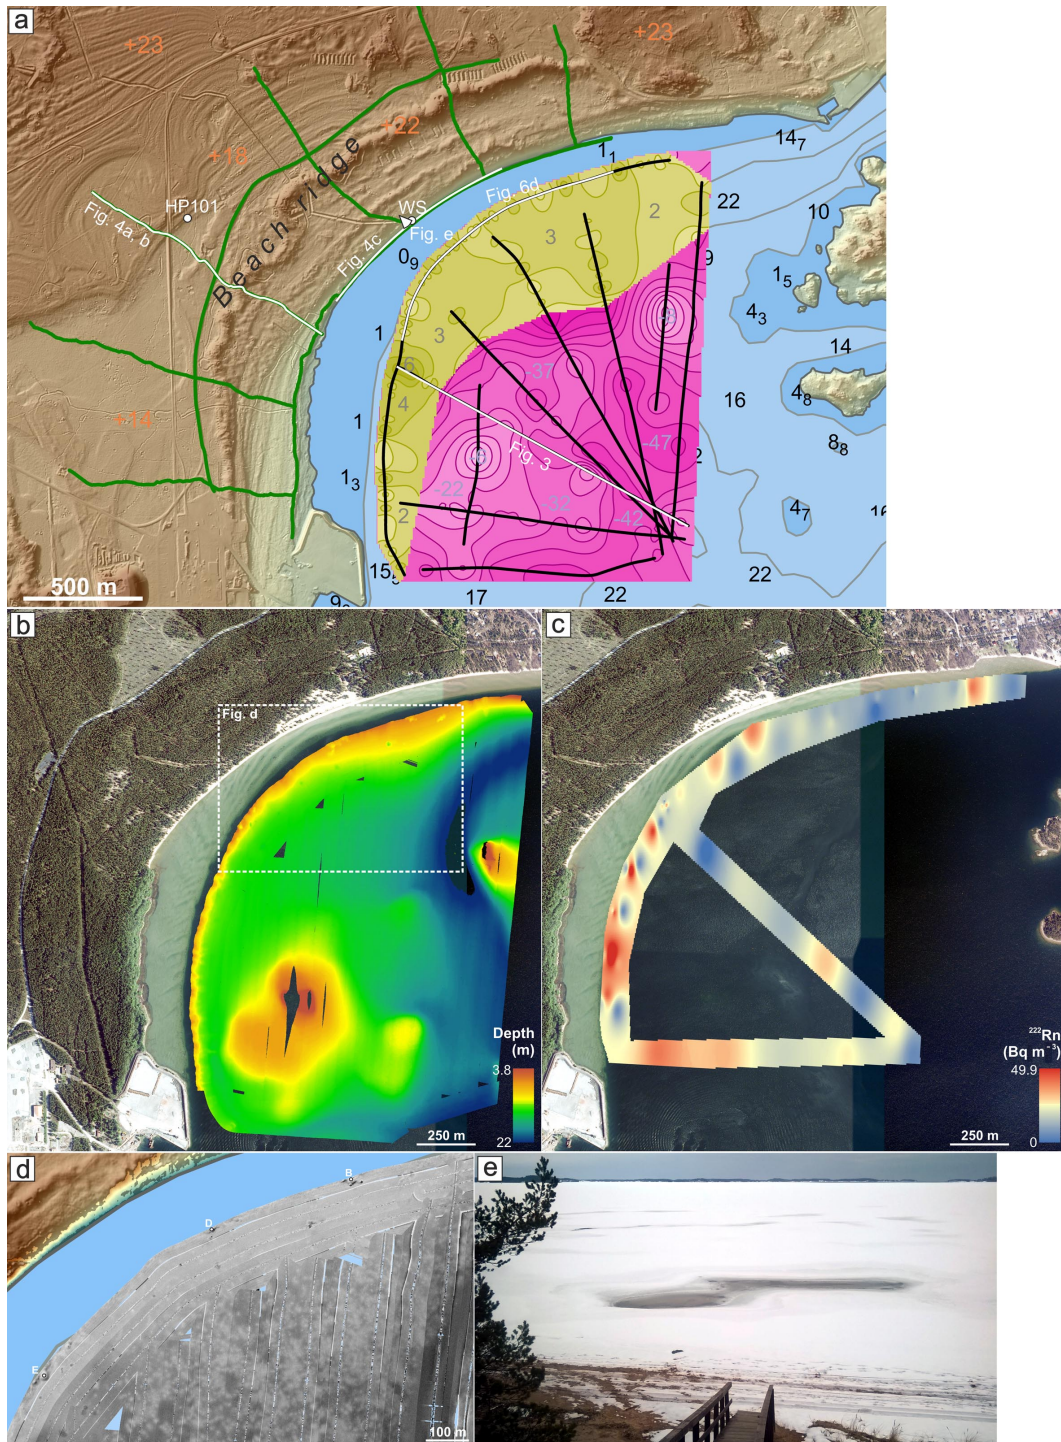 a
+23
+23
+22
+18
14₇
1₁
Beach ridge
HP101
WS
Fig. 4a, b
Fig. 4c
Fig. e
Fig. 6d
2
22
10
3
0₉
9
1₅
4₃
1
3
14
6
-37
4₈
16
4
+14
1
-47
8₈
Fig. 3
2
1₃
-22
-32
2
-42
4₇
500 m
15
17
22
22
b
Fig. d
Depth
(m)
3.8
22
250 m
c
²²²Rn
(Bq m⁻³)
49.9
0
250 m
d
B
D
E
100 m
e